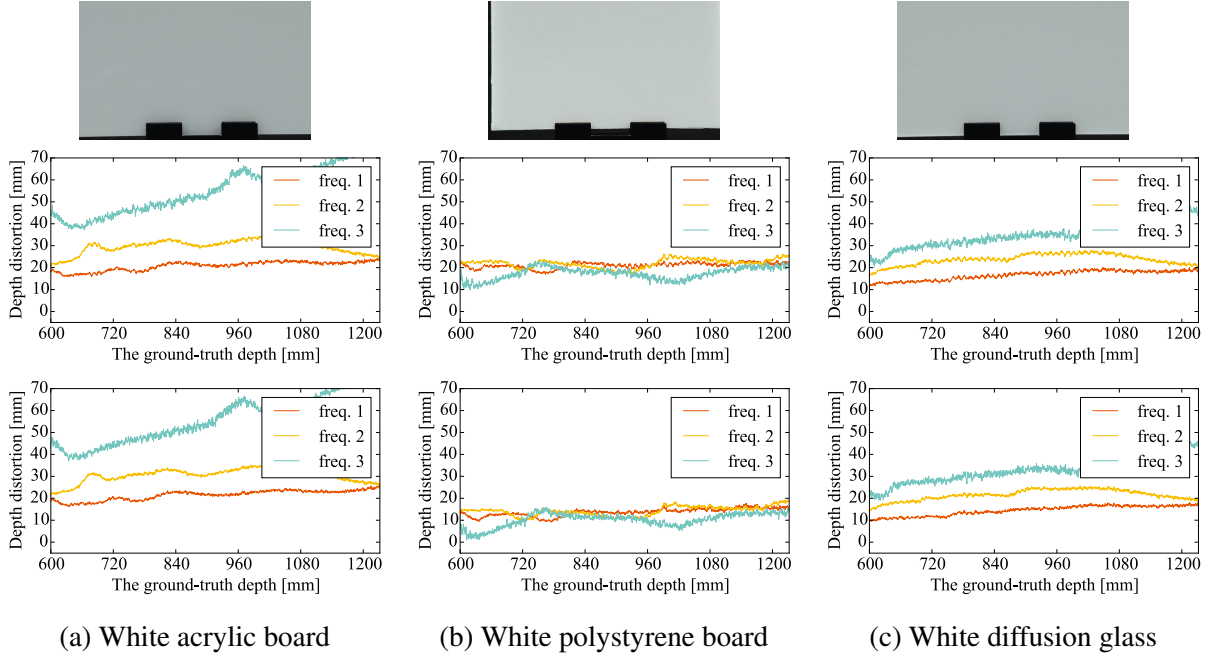 70
60
50
40
30
20
10
0
Depth distortion [mm]
freq. 1
freq. 2
freq. 3
600 720 840 960 1080 1200
The ground-truth depth [mm]
70
60
50
40
30
20
10
0
Depth distortion [mm]
freq. 1
freq. 2
freq. 3
600 720 840 960 1080 1200
The ground-truth depth [mm]
70
60
50
40
30
20
10
0
Depth distortion [mm]
freq. 1
freq. 2
freq. 3
600 720 840 960 1080 1200
The ground-truth depth [mm]
70
60
50
40
30
20
10
0
Depth distortion [mm]
freq. 1
freq. 2
freq. 3
600 720 840 960 1080 1200
The ground-truth depth [mm]
70
60
50
40
30
20
10
0
Depth distortion [mm]
freq. 1
freq. 2
freq. 3
600 720 840 960 1080 1200
The ground-truth depth [mm]
70
60
50
40
30
20
10
0
Depth distortion [mm]
freq. 1
freq. 2
freq. 3
600 720 840 960 1080 1200
The ground-truth depth [mm]
(a) White acrylic board
(b) White polystyrene board
(c) White diffusion glass